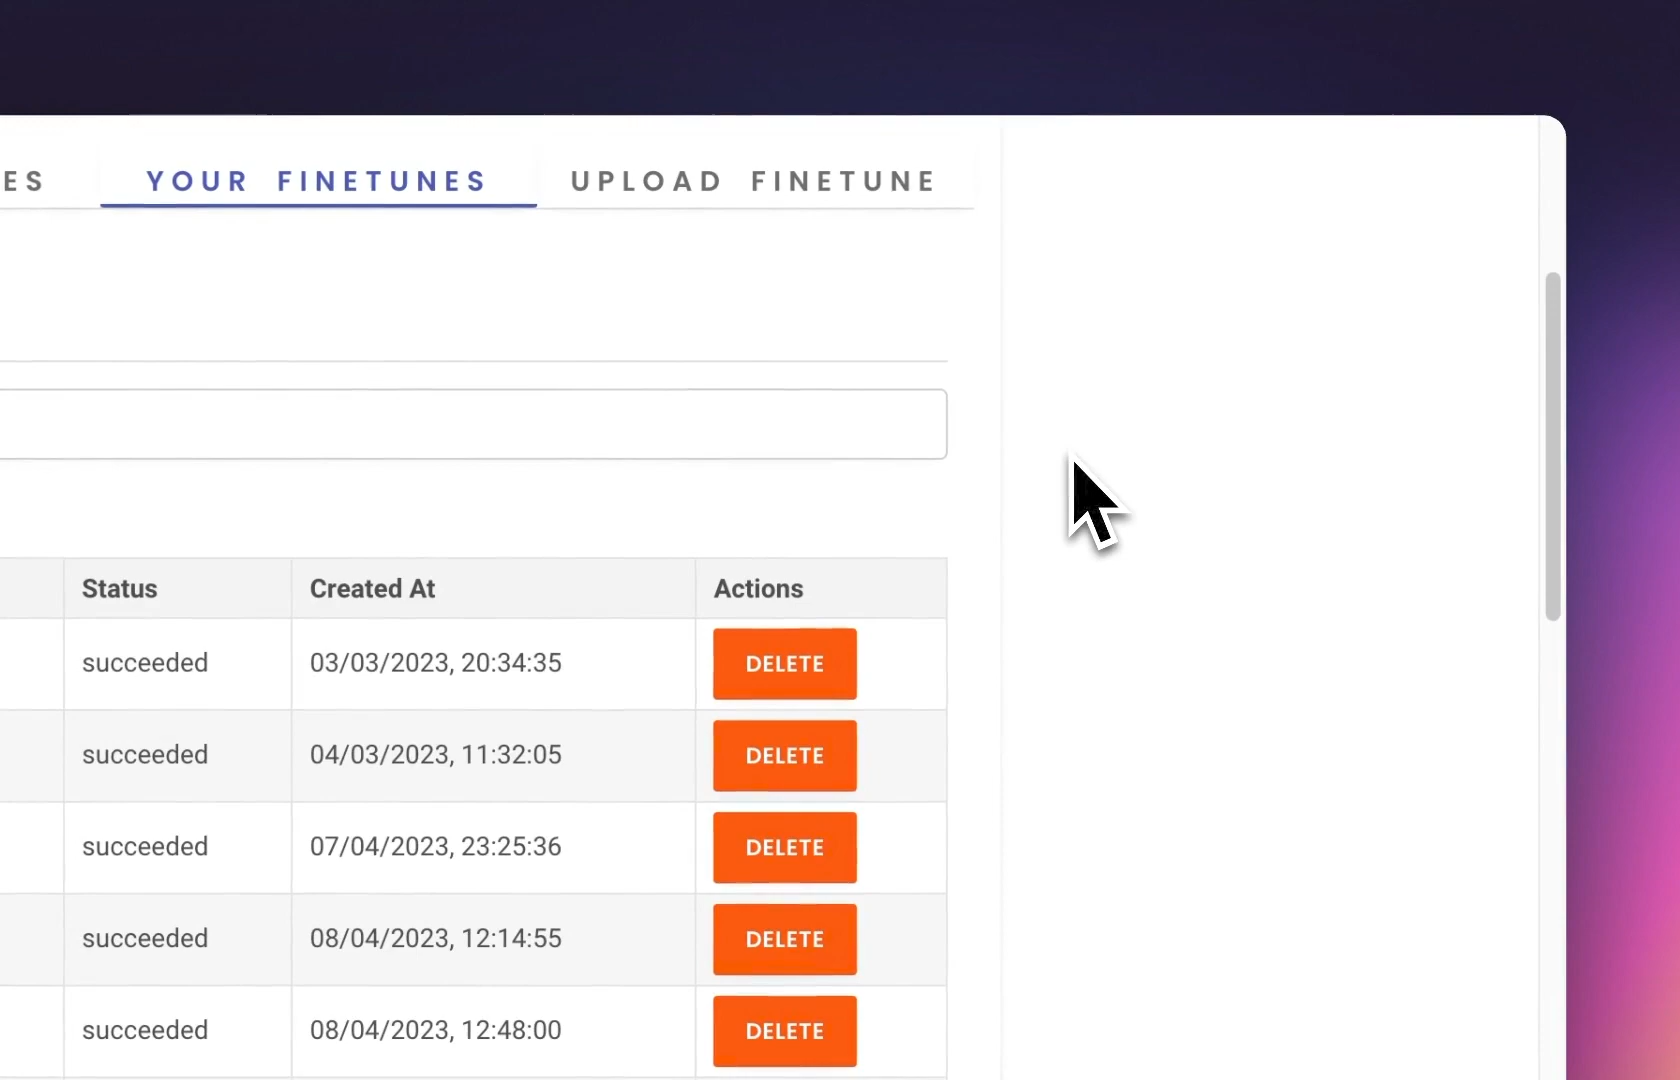 ES YOUR FINETUNES UPLOAD FINETUNE
Status Created At Actions
succeeded 03/03/2023, 20:34:35 DELETE
succeeded 04/03/2023, 11:32:05 DELETE
succeeded 07/04/2023, 23:25:36 DELETE
succeeded 08/04/2023, 12:14:55 DELETE
succeeded 08/04/2023, 12:48:00 DELETE